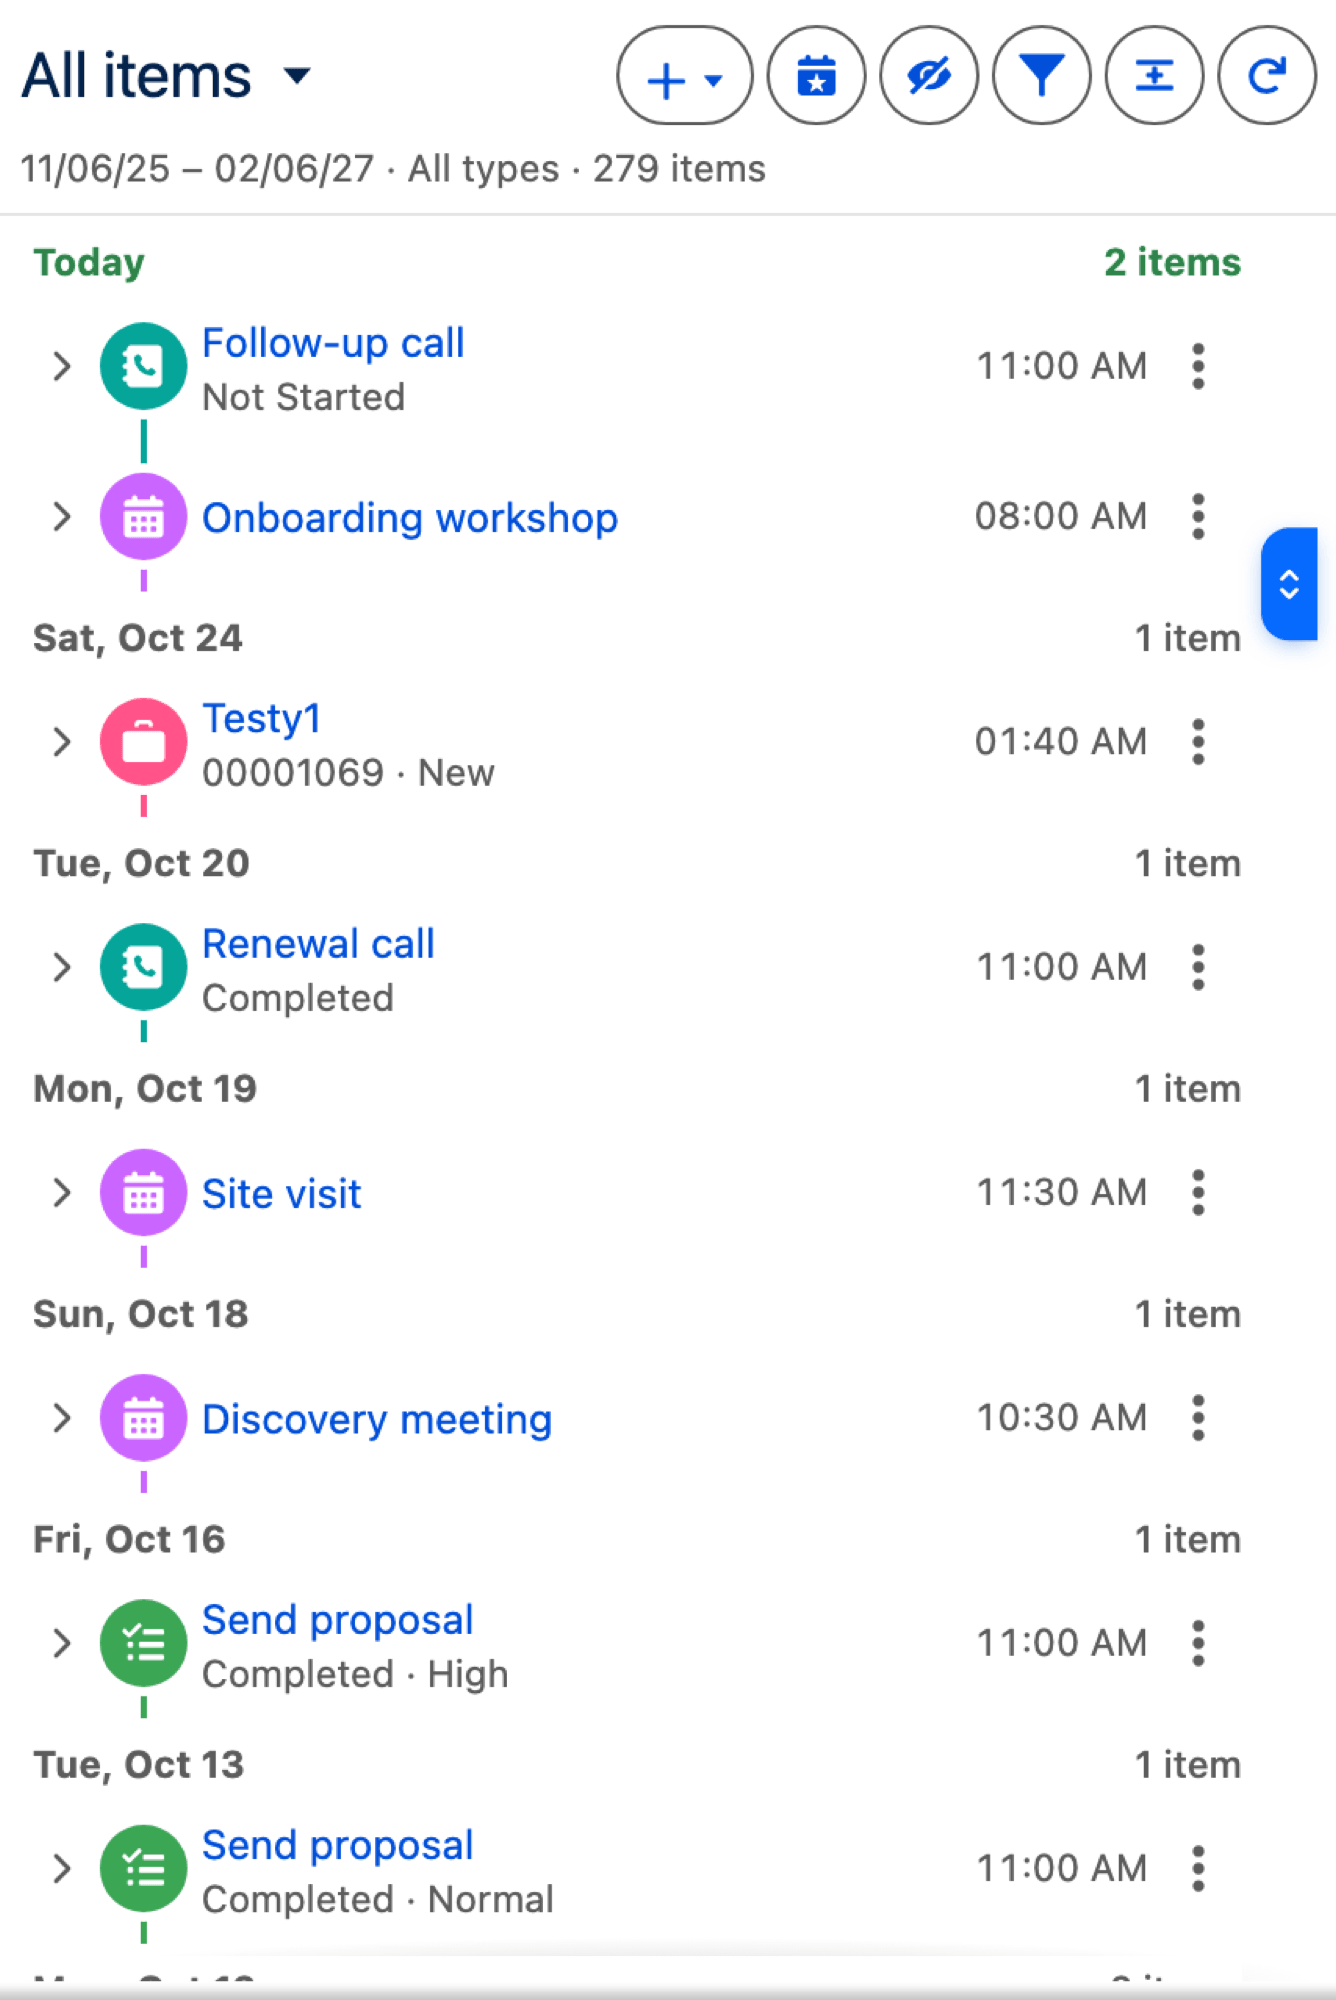 All items
11/06/25 – 02/06/27 · All types · 279 items
Today 2 items
Follow-up call 11:00 AM
Not Started
Onboarding workshop 08:00 AM
Sat, Oct 24 1 item
Testy1 01:40 AM
00001069 · New
Tue, Oct 20 1 item
Renewal call 11:00 AM
Completed
Mon, Oct 19 1 item
Site visit 11:30 AM
Sun, Oct 18 1 item
Discovery meeting 10:30 AM
Fri, Oct 16 1 item
Send proposal 11:00 AM
Completed · High
Tue, Oct 13 1 item
Send proposal 11:00 AM
Completed · Normal